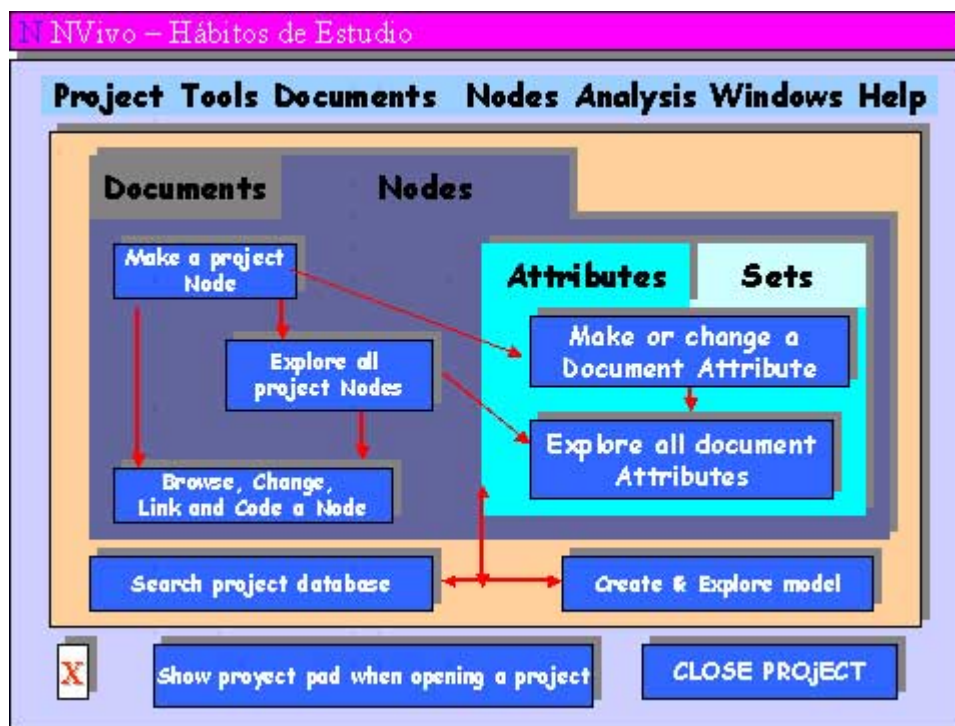 N NVivo – Hábitos de Estudio
Project Tools Documents Nodes Analysis Windows Help
Documents Nodes
Make a project
Node
Attributes Sets
Explore all
project Nodes
Make or change a
Document Attribute
Browse, Change,
Link and Code a Node
Explore all document
Attributes
Search project database
Create & Explore model
X
Show proyect pad when opening a project
CLOSE PROjECT